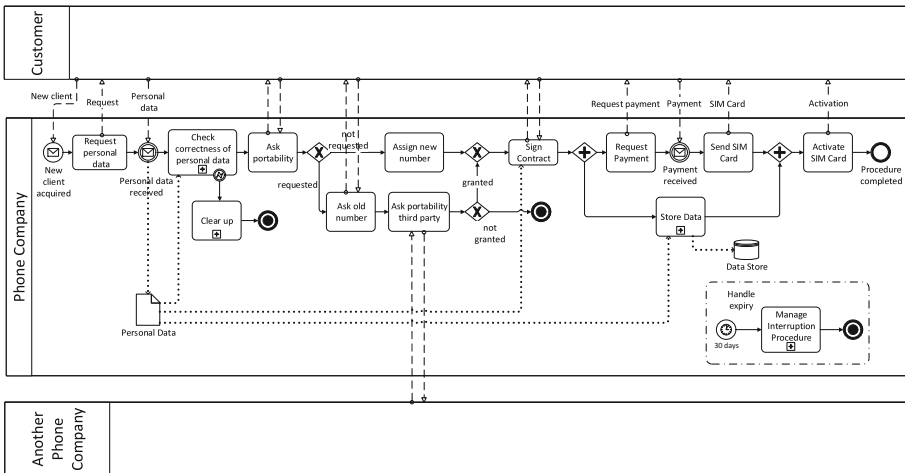 Customer
New client
Request
Personal
data
Request payment
Payment
SIM Card
Activation
Phone Company
New
client
acquired
Request
personal
data
Personal data
received
Check
correctness of
personal data
Clear up
Ask
portability
not
requested
requested
Assign new
number
Ask old
number
Ask portability
third party
granted
not
granted
Sign
Contract
Request
Payment
Payment
received
Send SIM
Card
Activate
SIM Card
Procedure
completed
Store Data
Data Store
Personal Data
Handle
expiry
30 days
Manage
Interruption
Procedure
Another
Phone
Company